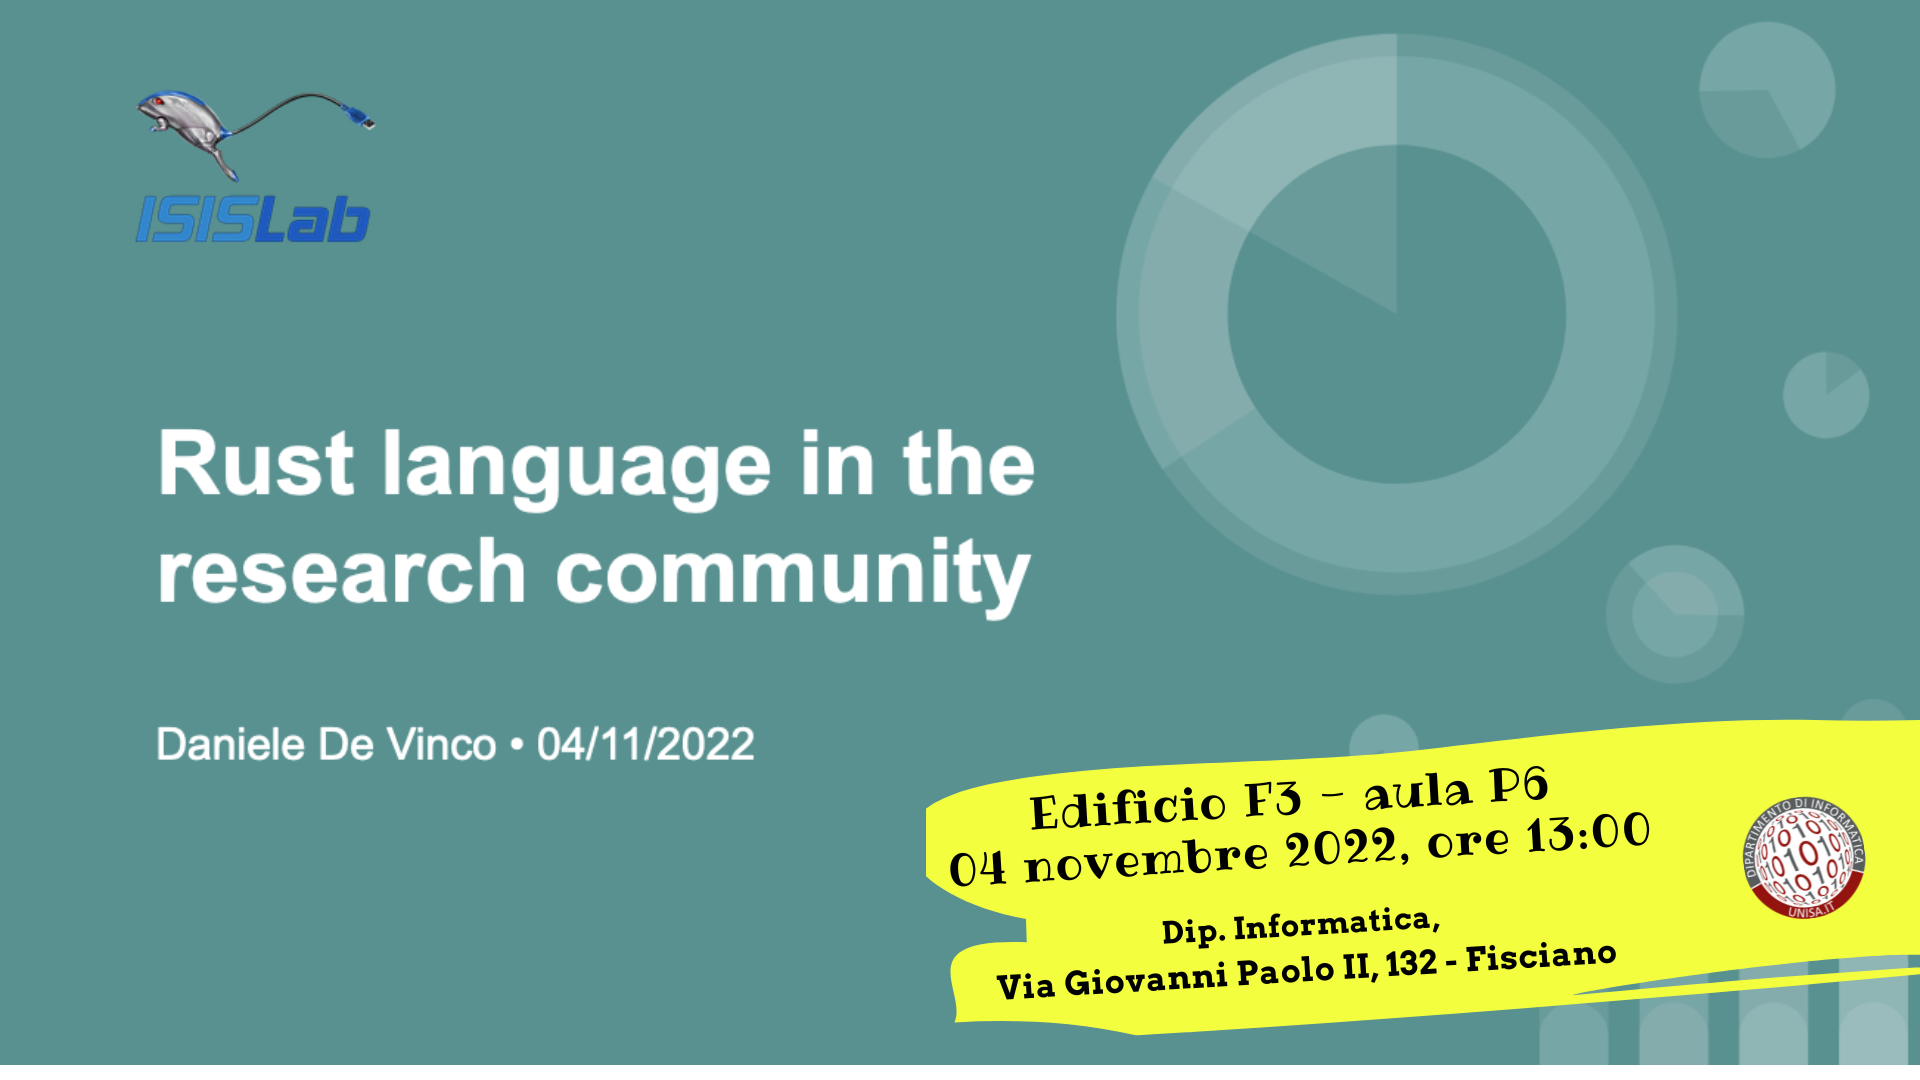 ISISLab
Rust language in the
research community
Daniele De Vinco • 04/11/2022
Edificio F3 - aula P6
04 novembre 2022, ore 13:00
Dip. Informatica,
Via Giovanni Paolo II, 132 - Fisciano
DIPARTIMENTO DI INFORMATICA
UNISA.IT